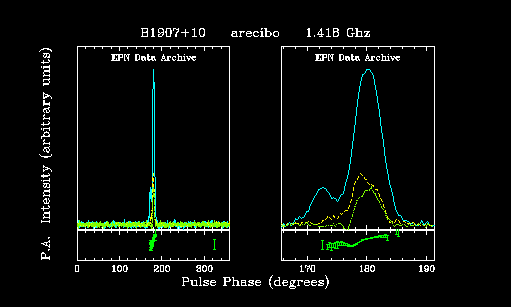 B1907+10 arecibo 1.418 Ghz
EPN Data Archive EPN Data Archive
P.A. Intensity (arbitrary units)
0 100 200 300 170 180 190
Pulse Phase (degrees)